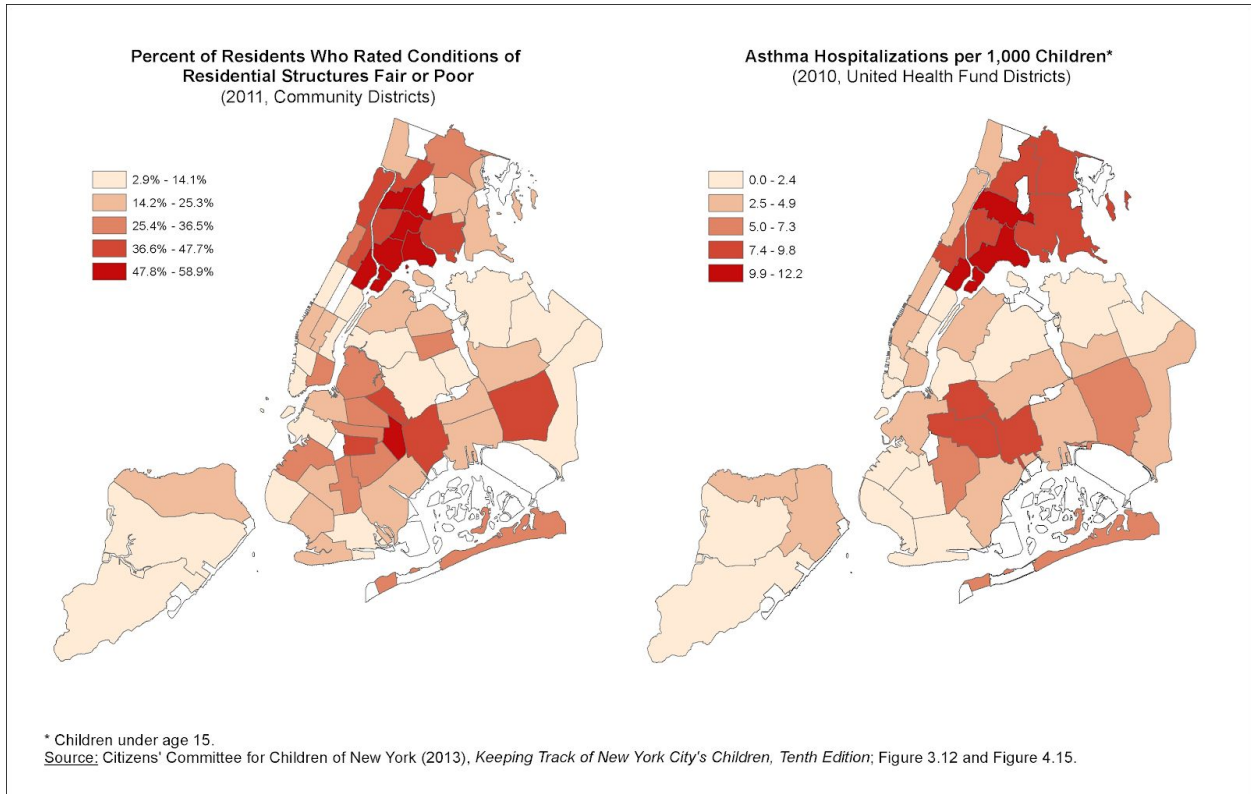 Percent of Residents Who Rated Conditions of
Residential Structures Fair or Poor
(2011, Community Districts)
2.9% - 14.1%
14.2% - 25.3%
25.4% - 36.5%
36.6% - 47.7%
47.8% - 58.9%
Asthma Hospitalizations per 1,000 Children*
(2010, United Health Fund Districts)
0.0 - 2.4
2.5 - 4.9
5.0 - 7.3
7.4 - 9.8
9.9 - 12.2
* Children under age 15.
Source: Citizens' Committee for Children of New York (2013), Keeping Track of New York City's Children, Tenth Edition; Figure 3.12 and Figure 4.15.